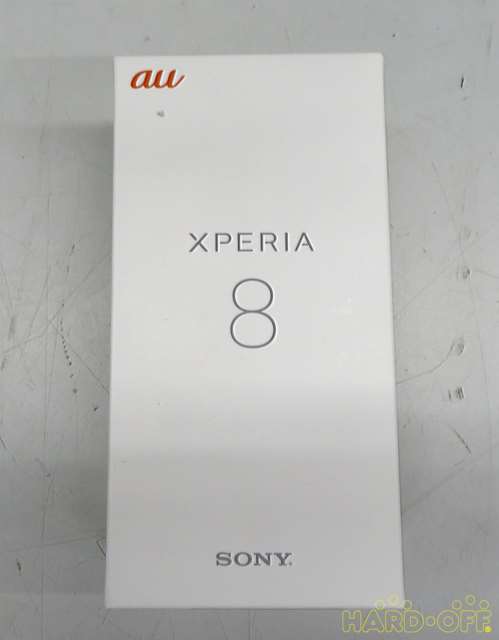 au
XPERIA
8
SONY
HARD·OFF